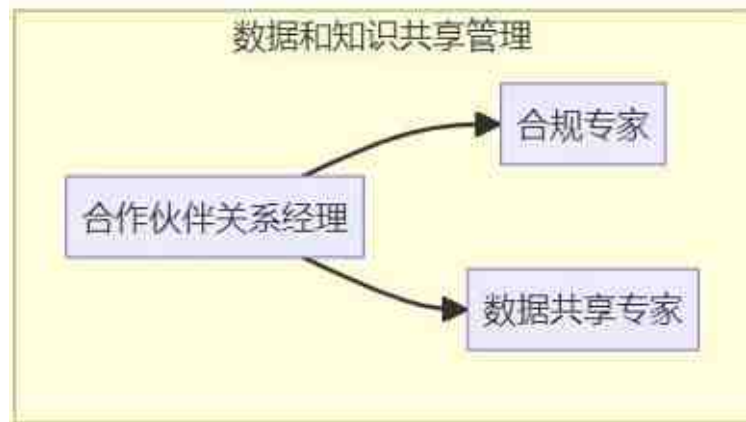 数据和知识共享管理
合规专家
合作伙伴关系经理
数据共享专家